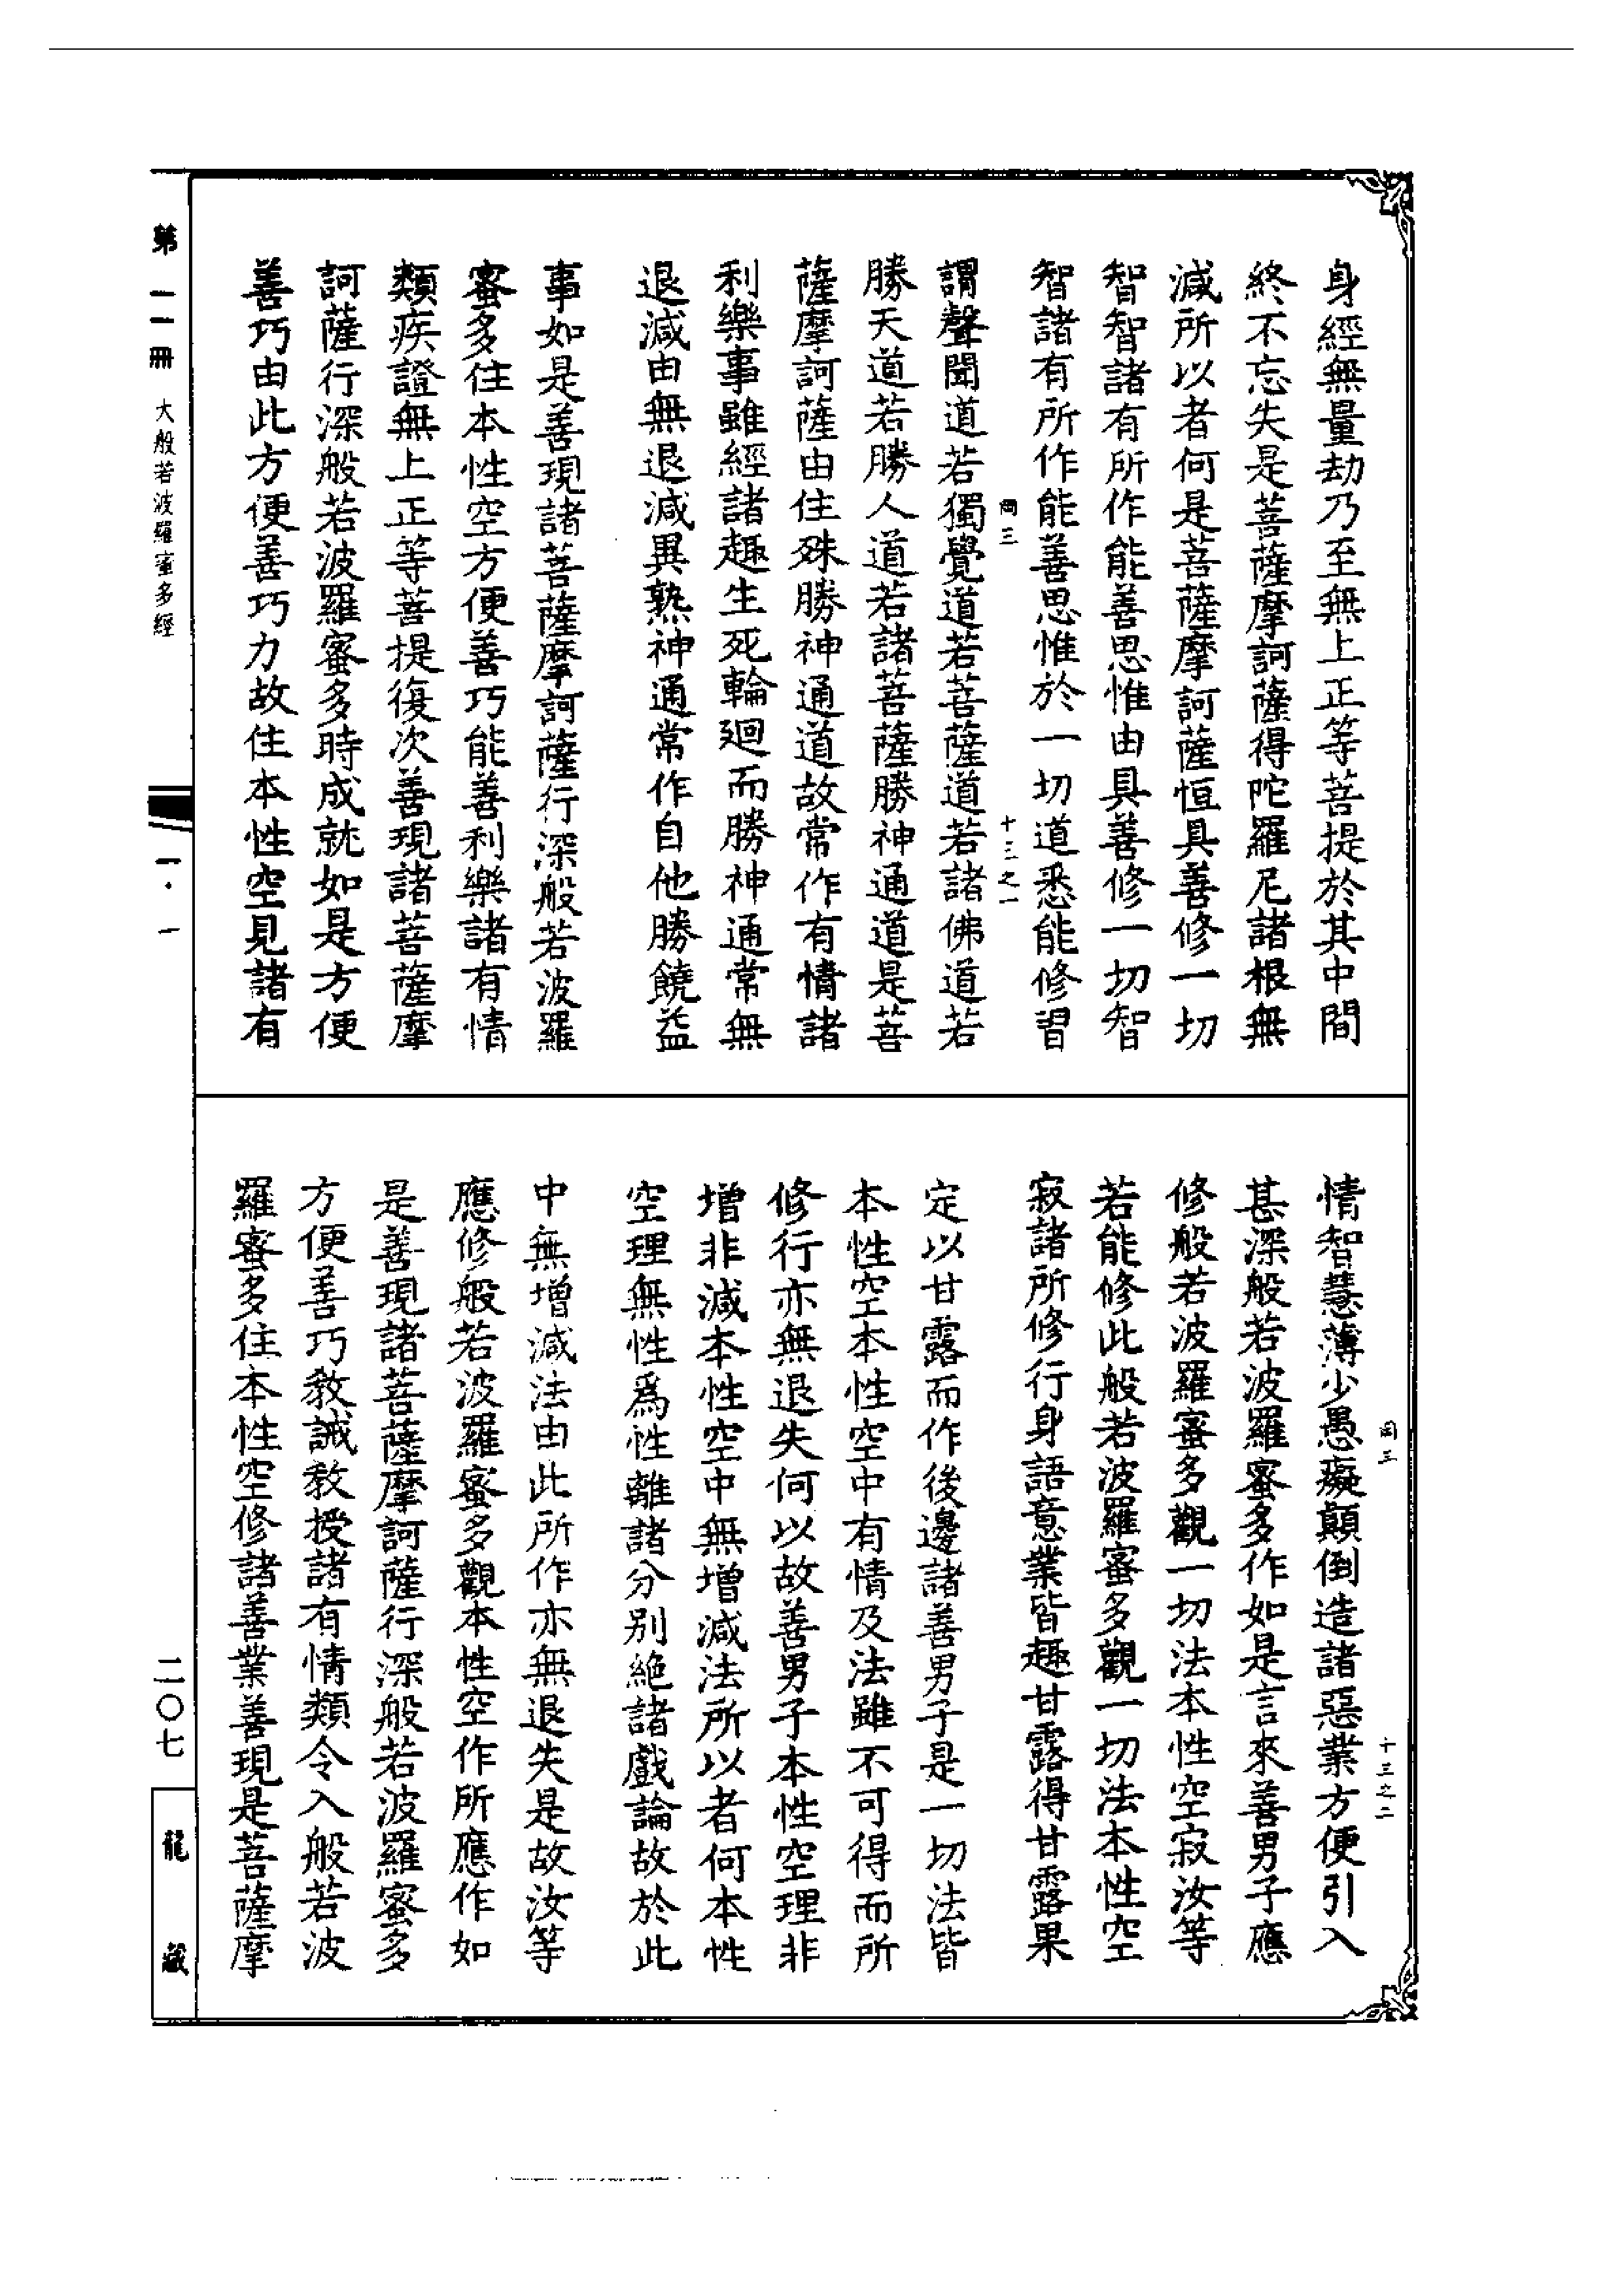 身經無量劫乃至無上正等菩提於其中間
終不忘失是菩薩摩訶薩得陀羅尼諸根無
減所以者何是菩薩摩訶薩恒具善修一切
智智諸有所作能善思惟由具善修一切智
智諸有所作能善思惟於一切道悉能修習
十三之一
謂聲聞道若獨覺道若菩薩道若諸佛道若
勝天道若勝人道若諸菩薩勝神通道是菩
薩摩訶薩由住殊勝神通道故常作有情諸
利樂事雖經諸趣生死輪廻而勝神通常無
退減由無退減異熟神通常作自他勝饒益
事如是善現諸菩薩摩訶薩行深般若波羅
蜜多住本性空方便善巧能善利樂諸有情
類疾證無上正等菩提復次善現諸菩薩摩
訶薩行深般若波羅蜜多時成就如是方便
善巧由此方便善巧力故住本性空見諸有
十三之二
情智慧薄少愚癡顛倒造諸惡業方便引入
甚深般若波羅蜜多作如是言來善男子應
修般若波羅蜜多觀一切法本性空寂汝等
若能修此般若波羅蜜多觀一切法本性空
寂諸所修行身語意業皆趣甘露得甘露果
定以甘露而作後邊諸善男子是一切法皆
本性空本性空中有情及法雖不可得而所
修行亦無退失何以故善男子本性空理非
增非減本性空中無增減法所以者何本性
空理無性爲性離諸分別絶諸戲論故於此
中無增減法由此所作亦無退失是故汝等
應修般若波羅蜜多觀本性空作所應作如
是善現諸菩薩摩訶薩行深般若波羅蜜多
方便善巧教誡教授諸有情類令入般若波
羅蜜多住本性空修諸善業善現是菩薩摩
第一一冊 大般若波羅蜜多經
一·一
二〇七
龍藏